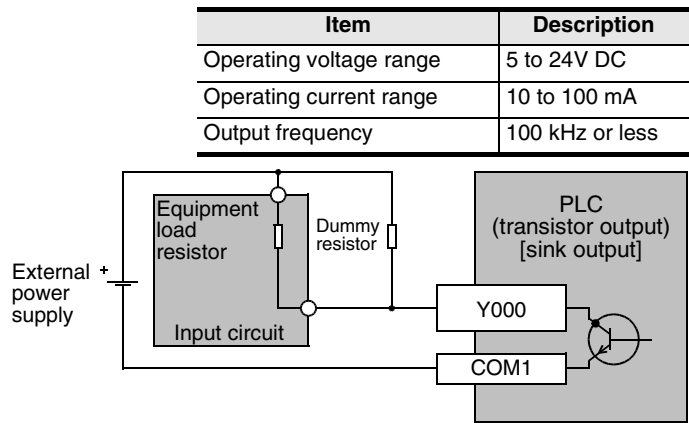 Item Description
Operating voltage range 5 to 24V DC
Operating current range 10 to 100 mA
Output frequency 100 kHz or less
Equipment
load
resistor
Dummy
resistor
PLC
(transistor output)
[sink output]
External +
power
supply
Input circuit
Y000
COM1